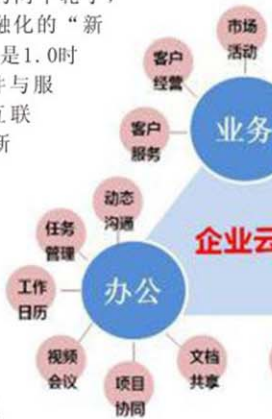 融化的“新
是1.0时
件与服
互联
新
市场
活动
客户
经营
客户
服务
业务
动态
沟通
任务
管理
企业云
工作
日历
办公
视频
会议
项目
协同
文档
共享